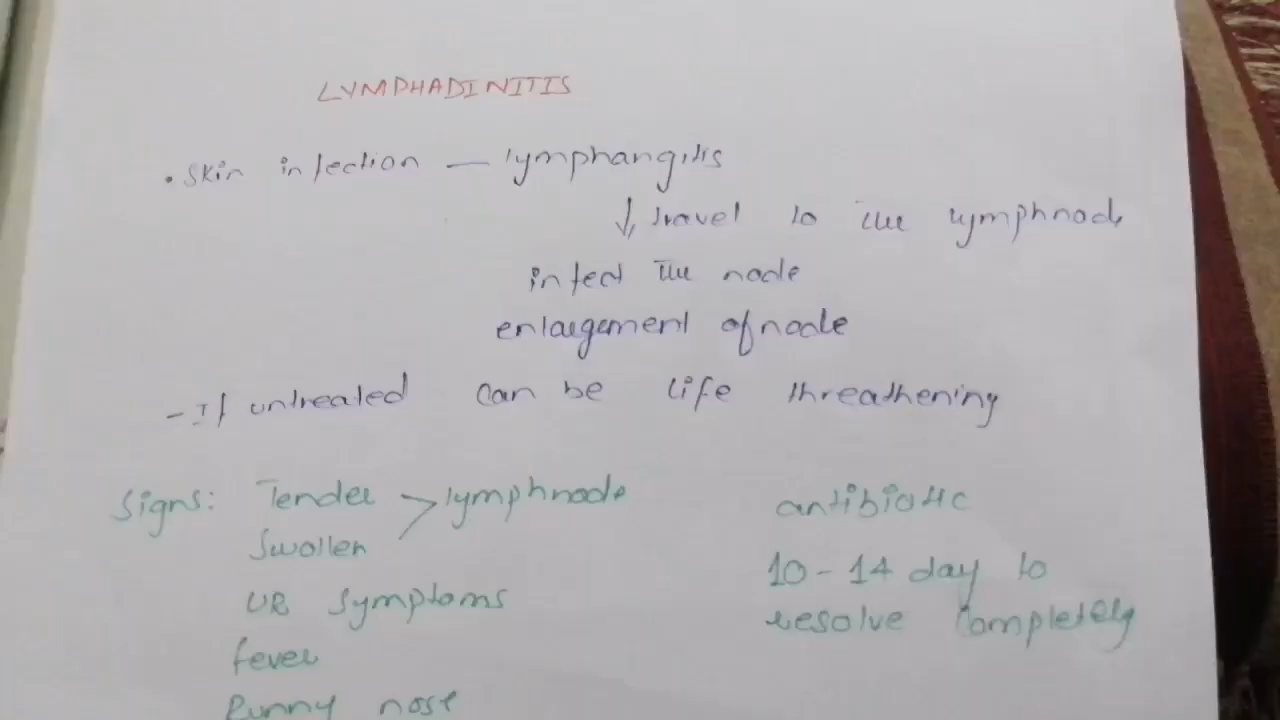 LYMPHADINITIS
• Skin infection — lymphangitis
↓ travel to the lymphnode
infect the node
enlargement of node
- If untreated can be life threathening
Signs: Tender > lymphnode
Swollen
UR Symptoms
fever
Runny nose
antibiotic
10-14 day to
resolve completely